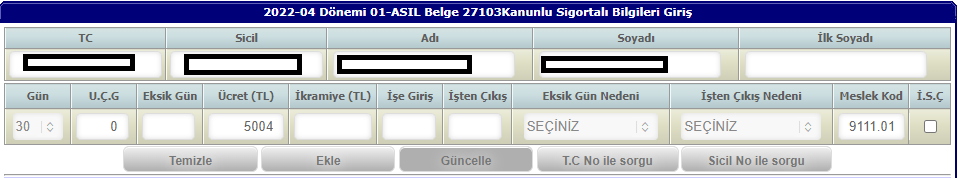 2022-04 Dönemi 01-ASIL Belge 27103Kanunlu Sigortalı Bilgileri Giriş
TC Sicil Adı Soyadı İlk Soyadı
Gün U.Ç.G Eksik Gün Ücret (TL) İkramiye (TL) İşe Giriş İşten Çıkış Eksik Gün Nedeni İşten Çıkış Nedeni Meslek Kod İ.S.Ç
30 0 5004 SEÇİNİZ SEÇİNİZ 9111.01
Temizle Ekle Güncelle T.C No ile sorgu Sicil No ile sorgu